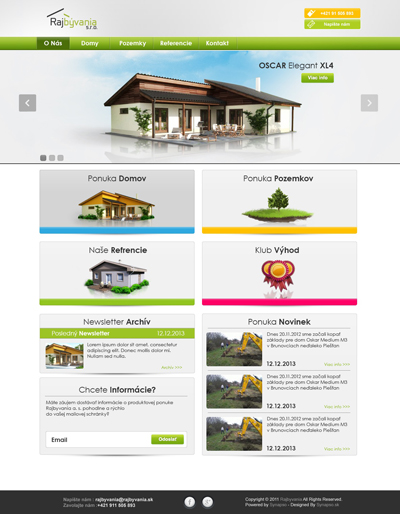 Rajbývania
s.r.o.
+421 911 555 893
Napíšte nám
O Nás Domy Pozemky Referencie Kontakt
OSCAR Elegant XL4
Viac info
Ponuka Domov
Ponuka Pozemkov
Naše Refrencie
Klub Výhod
Newsletter Archív
Posledný Newsletter 12.12.2013
Lorem ipsum dolor sit amet, consectetur
adipiscing elit. Donec mollis dolor mi.
Nullam sed nulla.
Archív >>>
Chcete Informácie?
Máte záujem dostávať informácie o produktovej ponuke
Rajbývania a. s. pohodlne a rýchlo
do vašej mailovej schránky?
Email
Odoslať
Ponuka Noviniek
Dnes 20.11.2012 sme začali kopať
základy pre dom Oskar Medium M3
v Brunovciach neďaleko Piešťan
12.12.2013 Viac info >>>
Dnes 20.11.2012 sme začali kopať
základy pre dom Oskar Medium M3
v Brunovciach neďaleko Piešťan
12.12.2013 Viac info >>>
Dnes 20.11.2012 sme začali kopať
základy pre dom Oskar Medium M3
v Brunovciach neďaleko Piešťan
12.12.2013 Viac info >>>
Napíšte nám : rajbyvania@rajbyvania.sk
Zavolajte nám : +421 911 555 893
Copyright © 2011 Rajbyvania All Rights Reserved.
Powered by Synapso - Designed By Synapso.sk